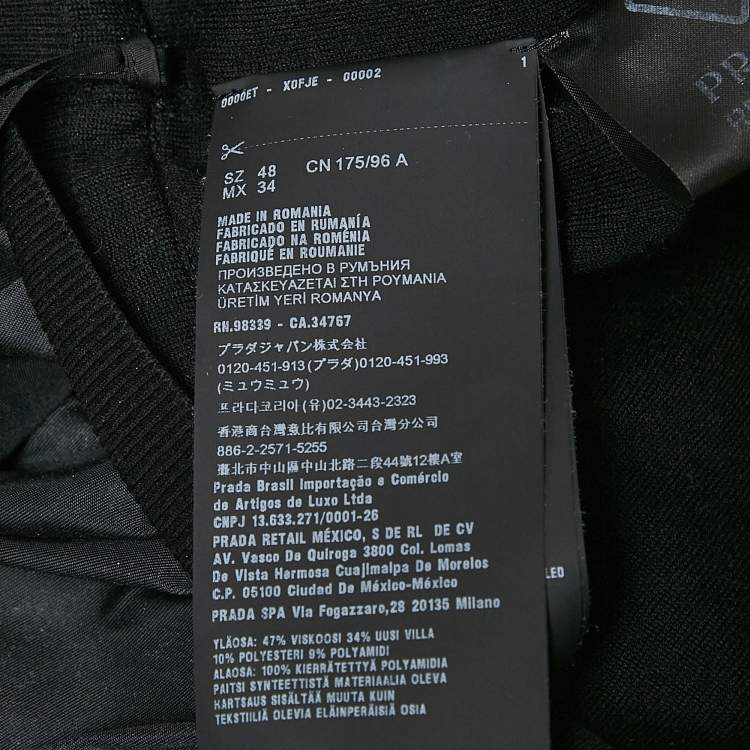 0000ET - X0FJE - 00002
1
SZ 48
MX 34
CN 175/96 A
MADE IN ROMANIA
FABRICADO EN RUMANÍA
FABRICADO NA ROMÉNIA
FABRIQUÉ EN ROUMANIE
ПРОИЗВЕДЕНО В РУМЪНИЯ
ΚΑΤΑΣΚΕΥΑΖΕΤΑΙ ΣΤΗ ΡΟΥΜΑΝΙΑ
ÜRETİM YERİ ROMANYA
RN.98339 - CA.34767
プラダジャパン株式会社
0120-451-913(プラダ)0120-451-993
(ミュウミュウ)
프라다코리아(유)02-3443-2323
香港商台灣惫比有限公司台灣分公司
886-2-2571-5255
臺北市中山區中山北路二段44號12樓A室
Prada Brasil Importação e Comércio
de Artigos de Luxo Ltda
CNPJ 13.633.271/0001-26
PRADA RETAIL MÉXICO, S DE RL DE CV
AV. Vasco De Quiroga 3800 Col. Lomas
De Vista Hermosa Cuajimalpa De Morelos
C.P. 05100 Ciudad De México-México
PRADA SPA Via Fogazzaro,28 20135 Milano
YLÄOSA: 47% VISKOOSI 34% UUSI VILLA
10% POLYESTERI 9% POLYAMIDI
ALAOSA: 100% KIERRÄTETTYÄ POLYAMIDIA
PAITSI SYNTEETTISTÄ MATERIAALIA OLEVA
HARTSAUS SISÄLTÄÄ MUUTA KUIN
TEKSTIILIÄ OLEVIA ELÄINPERÄISIÄ OSIA
LED
PP